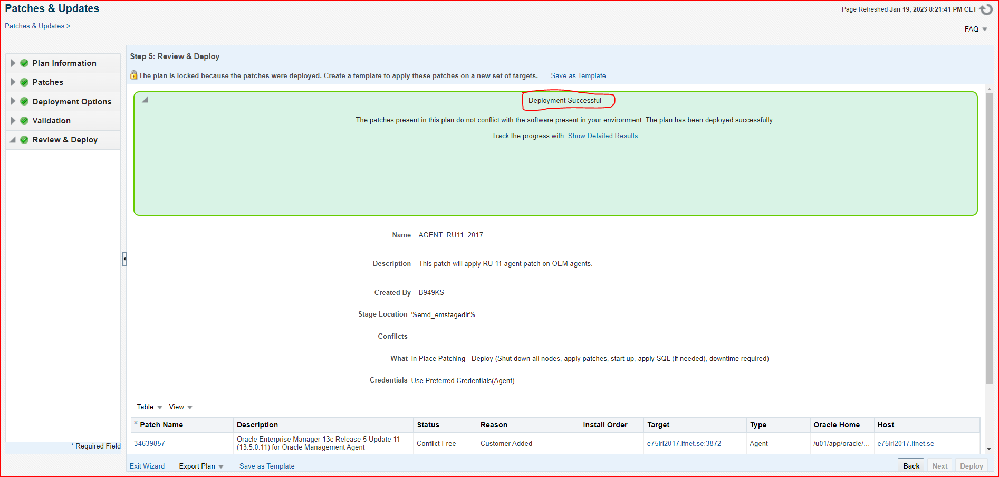 Patches & Updates
Page Refreshed Jan 19, 2023 8:21:41 PM CET
Patches & Updates >
FAQ
Plan Information
Patches
Deployment Options
Validation
Review & Deploy
* Required Field
Step 5: Review & Deploy
The plan is locked because the patches were deployed. Create a template to apply these patches on a new set of targets. Save as Template
Deployment Successful
The patches present in this plan do not conflict with the software present in your environment. The plan has been deployed successfully.
Track the progress with Show Detailed Results
Name AGENT_RU11_2017
Description This patch will apply RU 11 agent patch on OEM agents.
Created By B949KS
Stage Location %emd_emstagedir%
Conflicts
What In Place Patching - Deploy (Shut down all nodes, apply patches, start up, apply SQL (if needed), downtime required)
Credentials Use Preferred Credentials(Agent)
Table View
* Patch Name Description Status Reason Install Order Target Type Oracle Home Host
34639857 Oracle Enterprise Manager 13c Release 5 Update 11 (13.5.0.11) for Oracle Management Agent Conflict Free Customer Added e75lrl2017.lfnet.se:3872 Agent /u01/app/oracle/... e75lrl2017.lfnet.se
Exit Wizard Export Plan Save as Template Back Next Deploy